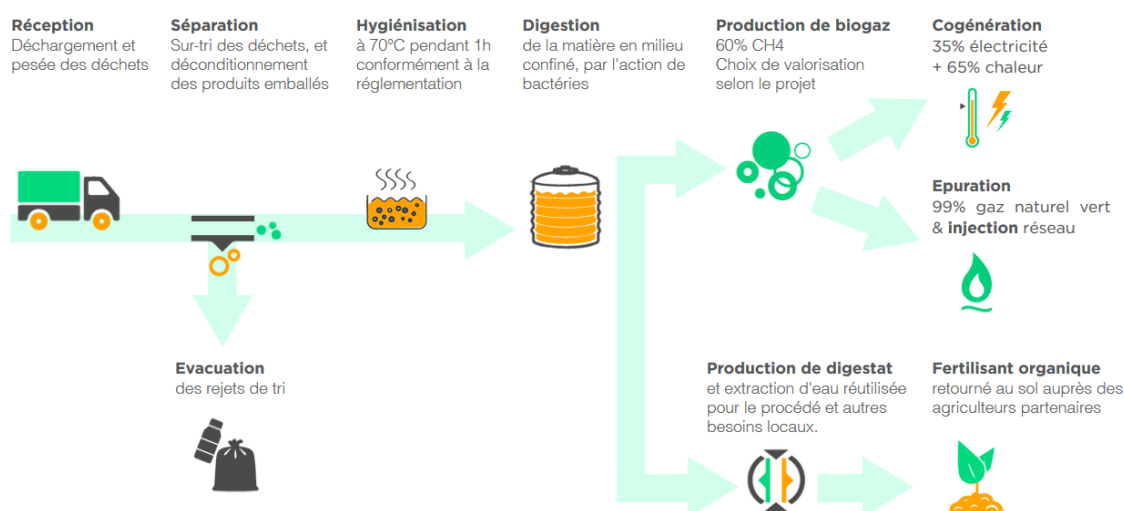 Réception
Déchargement et
pesée des déchets
Séparation
Sur-tri des déchets, et
déconditionnement
des produits emballés
Hygiénisation
à 70°C pendant 1h
conformément à la
réglementation
Digestion
de la matière en milieu
confiné, par l'action de
bactéries
Production de biogaz
60% CH4
Choix de valorisation
selon le projet
Cogénération
35% électricité
+ 65% chaleur
Epuration
99% gaz naturel vert
& injection réseau
Evacuation
des rejets de tri
Production de digestat
et extraction d'eau réutilisée
pour le procédé et autres
besoins locaux.
Fertilisant organique
retourné au sol auprès des
agriculteurs partenaires